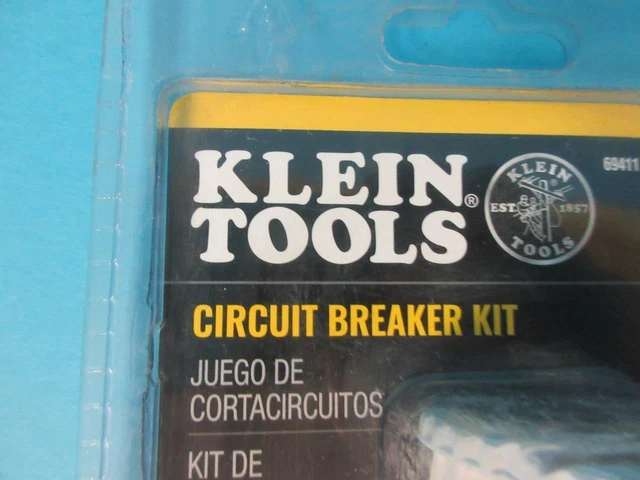 KLEIN
TOOLS®
KLEIN
EST. 1857
TOOLS
69411
CIRCUIT BREAKER KIT
JUEGO DE
CORTACIRCUITOS
KIT DE